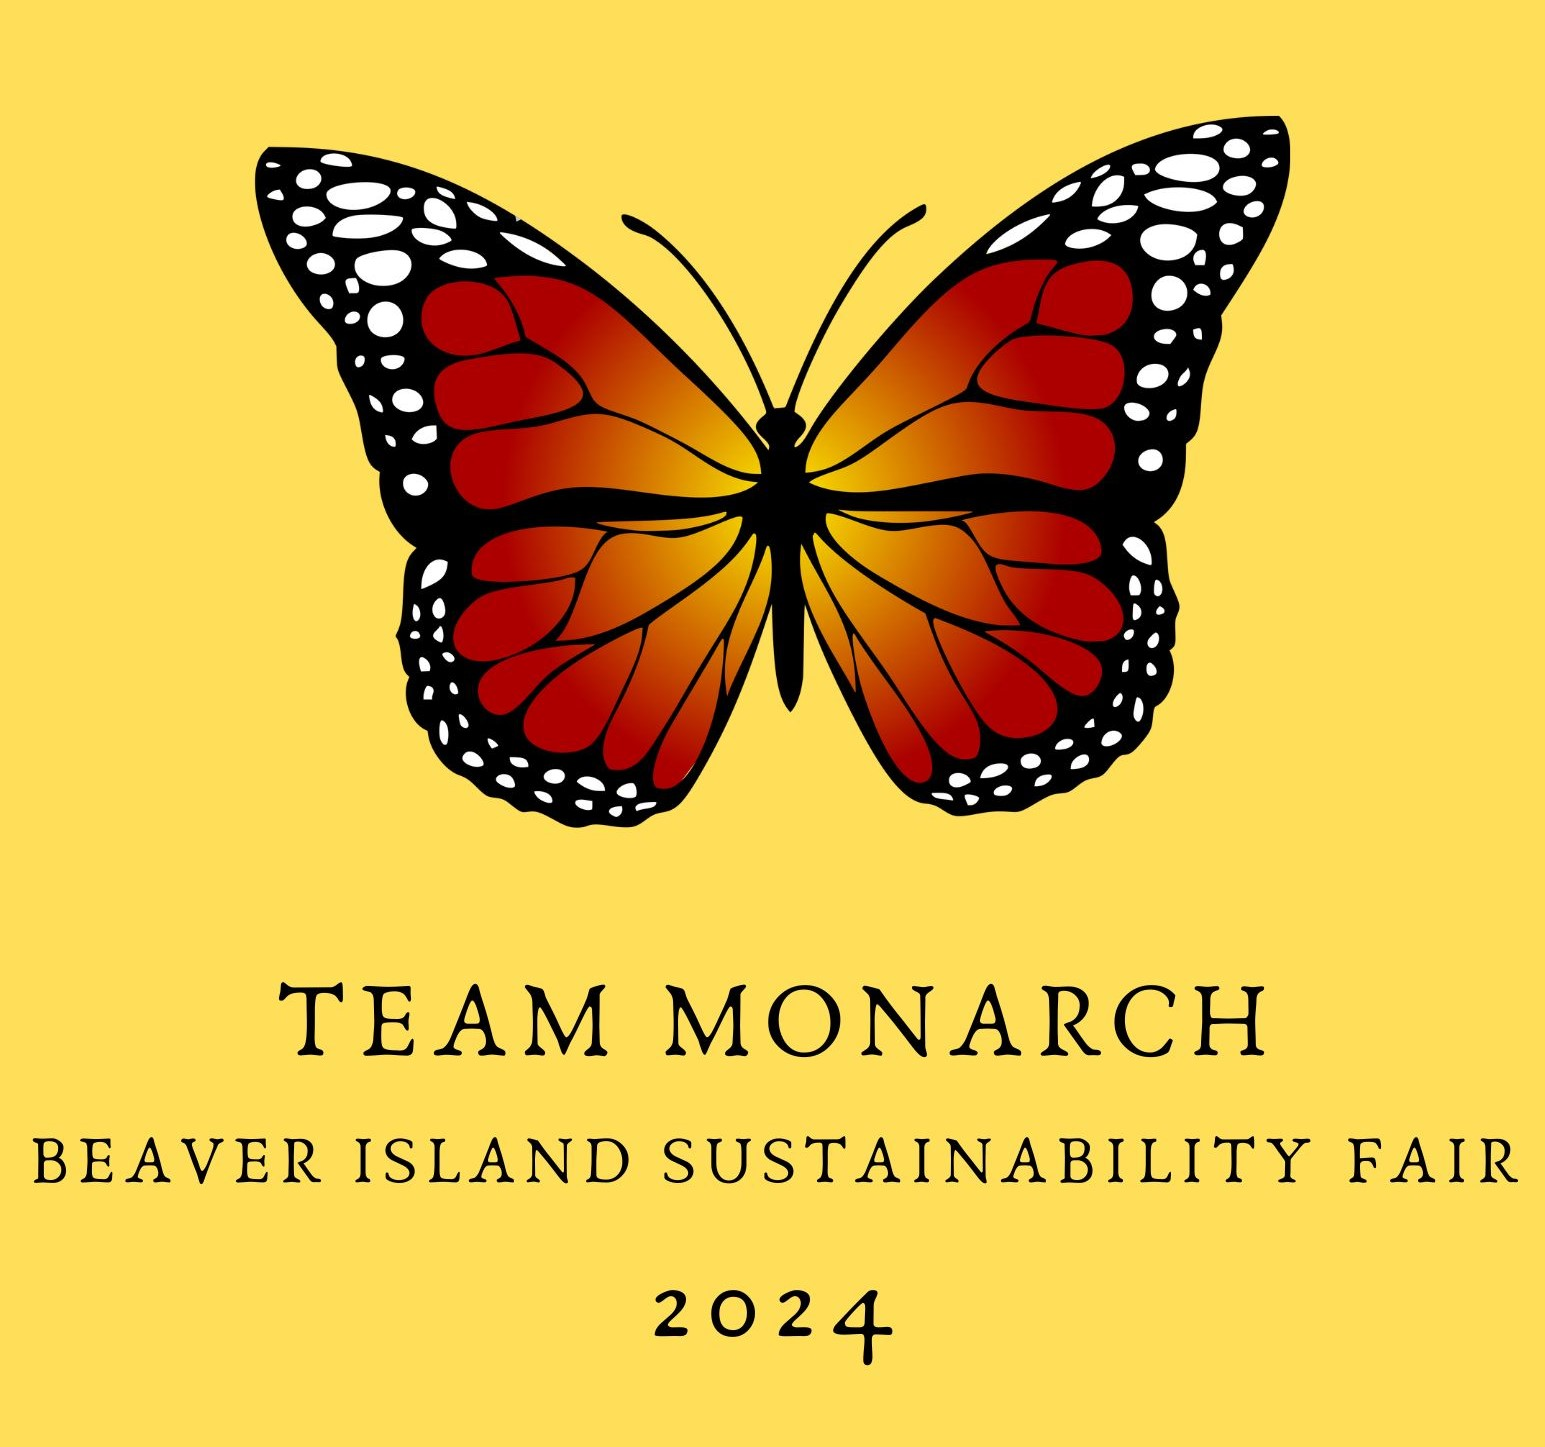 TEAM MONARCH
BEAVER ISLAND SUSTAINABILITY FAIR
2024